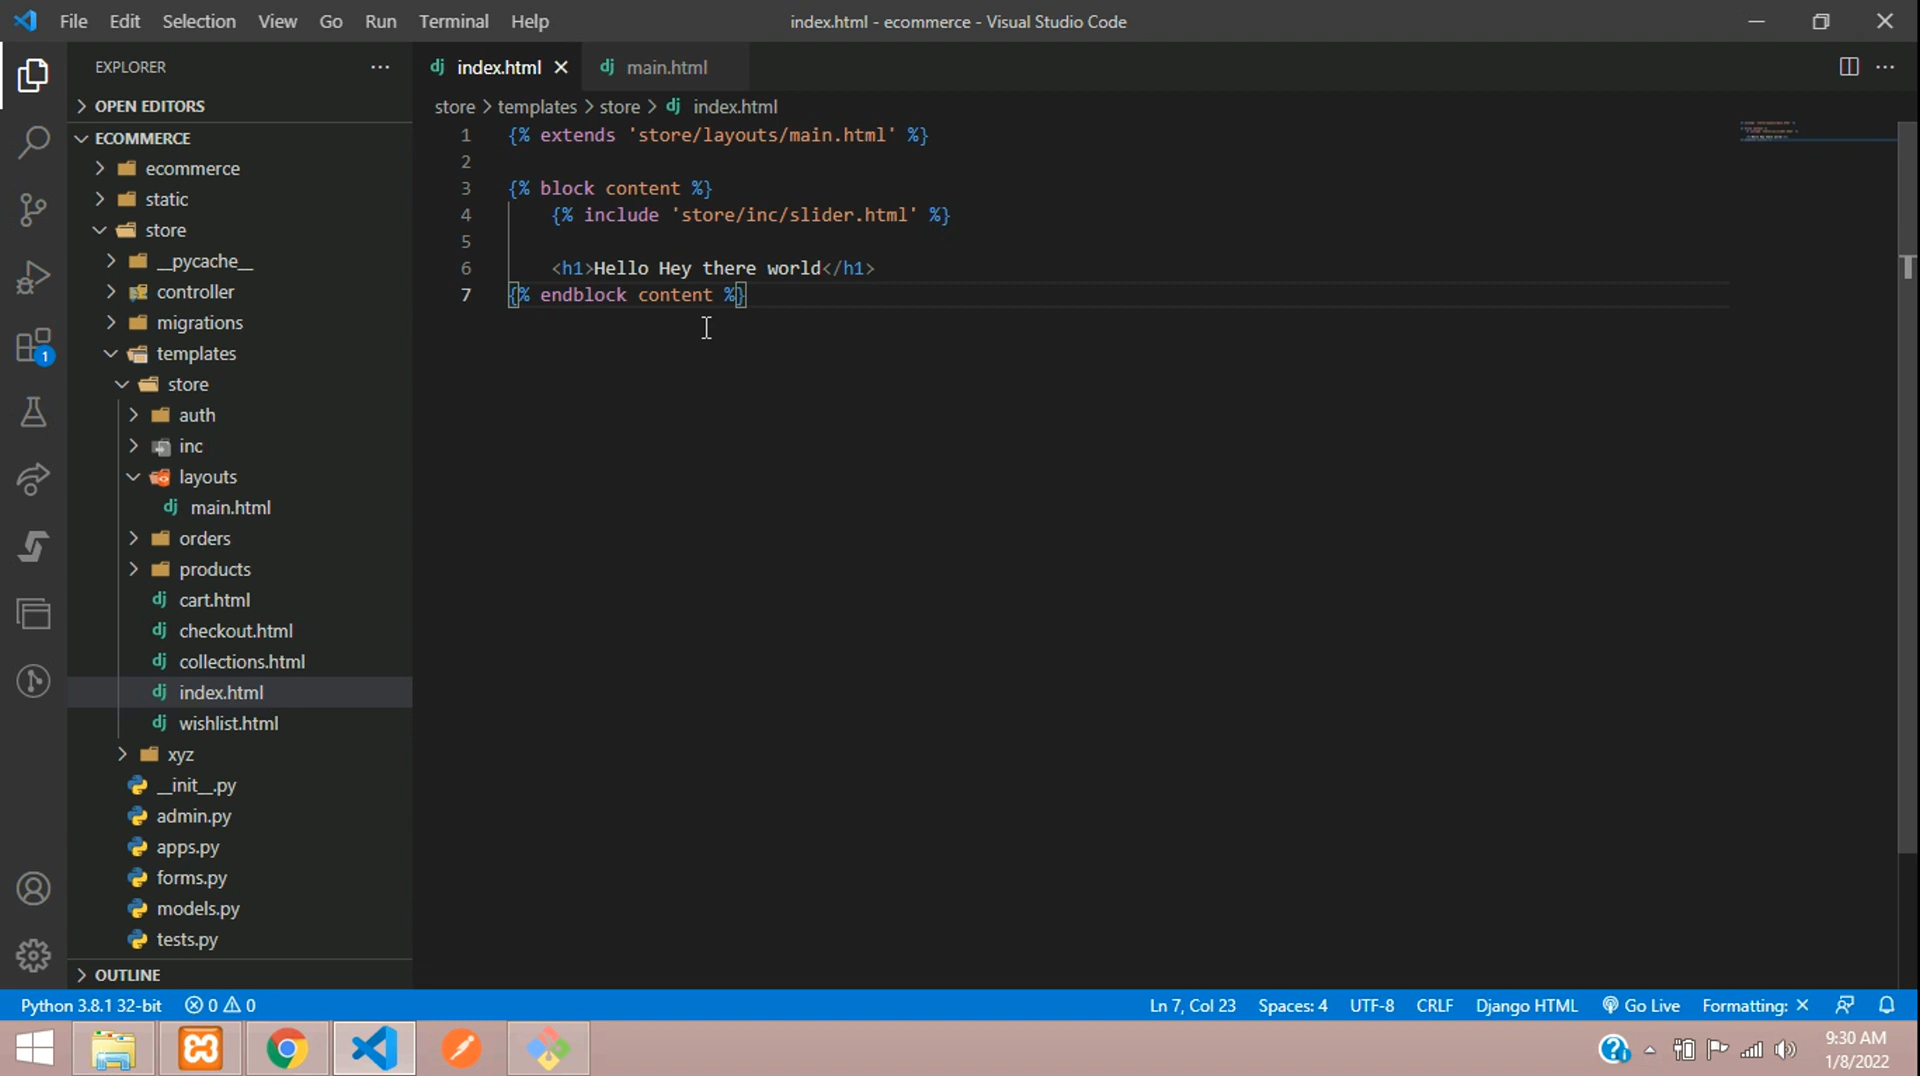 File Edit Selection View Go Run Terminal Help
index.html - ecommerce - Visual Studio Code
EXPLORER
index.html
main.html
OPEN EDITORS
store > templates > store > index.html
ECOMMERCE
ecommerce
static
store
__pycache__
controller
migrations
templates
store
auth
inc
layouts
main.html
orders
products
cart.html
checkout.html
collections.html
index.html
wishlist.html
xyz
__init__.py
admin.py
apps.py
forms.py
models.py
tests.py
OUTLINE
1 {% extends 'store/layouts/main.html' %}
2
3 {% block content %}
4 {% include 'store/inc/slider.html' %}
5
6 <h1>Hello Hey there world</h1>
7 {% endblock content %}
1
Python 3.8.1 32-bit 0 0
Ln 7, Col 23 Spaces: 4 UTF-8 CRLF Django HTML Go Live Formatting: ×
9:30 AM
1/8/2022